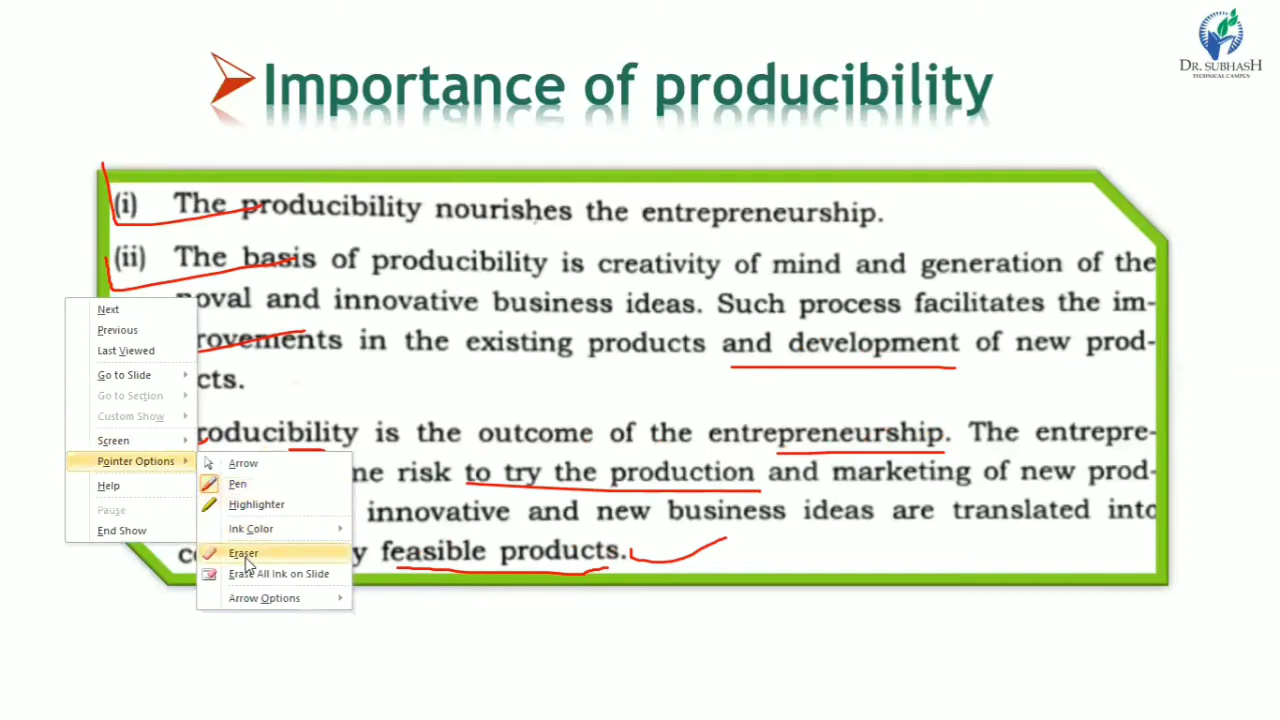 DR. SUBHASH
TECHNICAL CAMPUS
Importance of producibility
(i) The producibility nourishes the entrepreneurship.
(ii) The basis of producibility is creativity of mind and generation of the
noval and innovative business ideas. Such process facilitates the im-
rovements in the existing products and development of new prod-
cts.
roducibility is the outcome of the entrepreneurship. The entrepre-
risk to try the production and marketing of new prod-
innovative and new business ideas are translated into
feasible products.
Next
Previous
Last Viewed
Go to Slide
Go to Section
Custom Show
Screen
Pointer Options
Help
Pause
End Show
Arrow
Pen
Highlighter
Ink Color
Eraser
Erase All Ink on Slide
Arrow Options